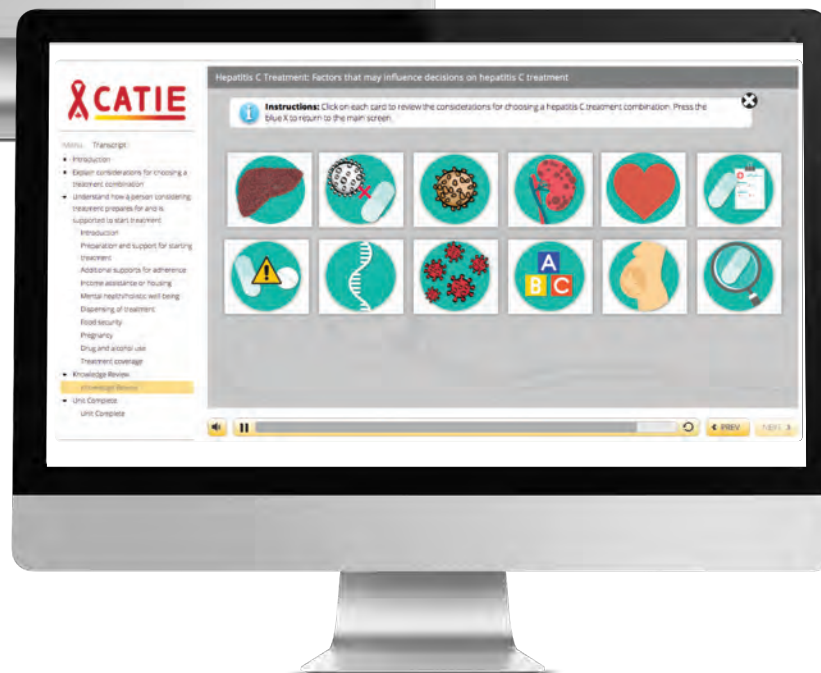 Hepatitis C Treatment: Factors that may influence decisions on hepatitis C treatment
CATIE
Instructions: Click on each card to review the considerations for choosing a hepatitis C treatment combination. Press the
blue X to return to the main screen.
Menu Transcript
Introduction
Explain considerations for choosing a
treatment combination
Understand how a person considering
treatment prepares for and is
supported to start treatment
Introduction
Preparation and support for starting
treatment
Additional supports for adherence
Income assistance or housing
Mental health/holistic well being
Dispensing of treatment
Food security
Pregnancy
Drug and alcohol use
Treatment coverage
Knowledge Review
Knowledge Review
Unit Complete
Unit Complete
A
B C
PREV
NEXT